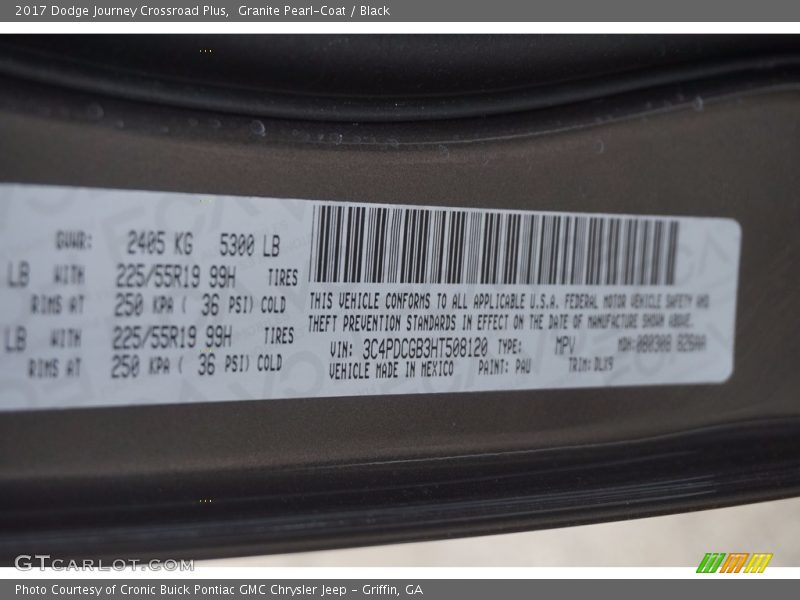 2017 Dodge Journey Crossroad Plus,  Granite Pearl-Coat / Black
GVWR: 2405 KG 5300 LB
LB WITH 225/55R19 99H TIRES
RIMS AT 250 KPA ( 36 PSI) COLD
LB WITH 225/55R19 99H TIRES
RIMS AT 250 KPA ( 36 PSI) COLD
THIS VEHICLE CONFORMS TO ALL APPLICABLE U.S.A. FEDERAL MOTOR VEHICLE SAFETY AND
THEFT PREVENTION STANDARDS IN EFFECT ON THE DATE OF MANUFACTURE SHOWN ABOVE.
VIN: 3C4PDCGB3HT508120 TYPE: MPV MDH:
VEHICLE MADE IN MEXICO PAINT: PAU TRIM: DLX9
GTCARLOT.COM
Photo Courtesy of Cronic Buick Pontiac GMC Chrysler Jeep - Griffin, GA